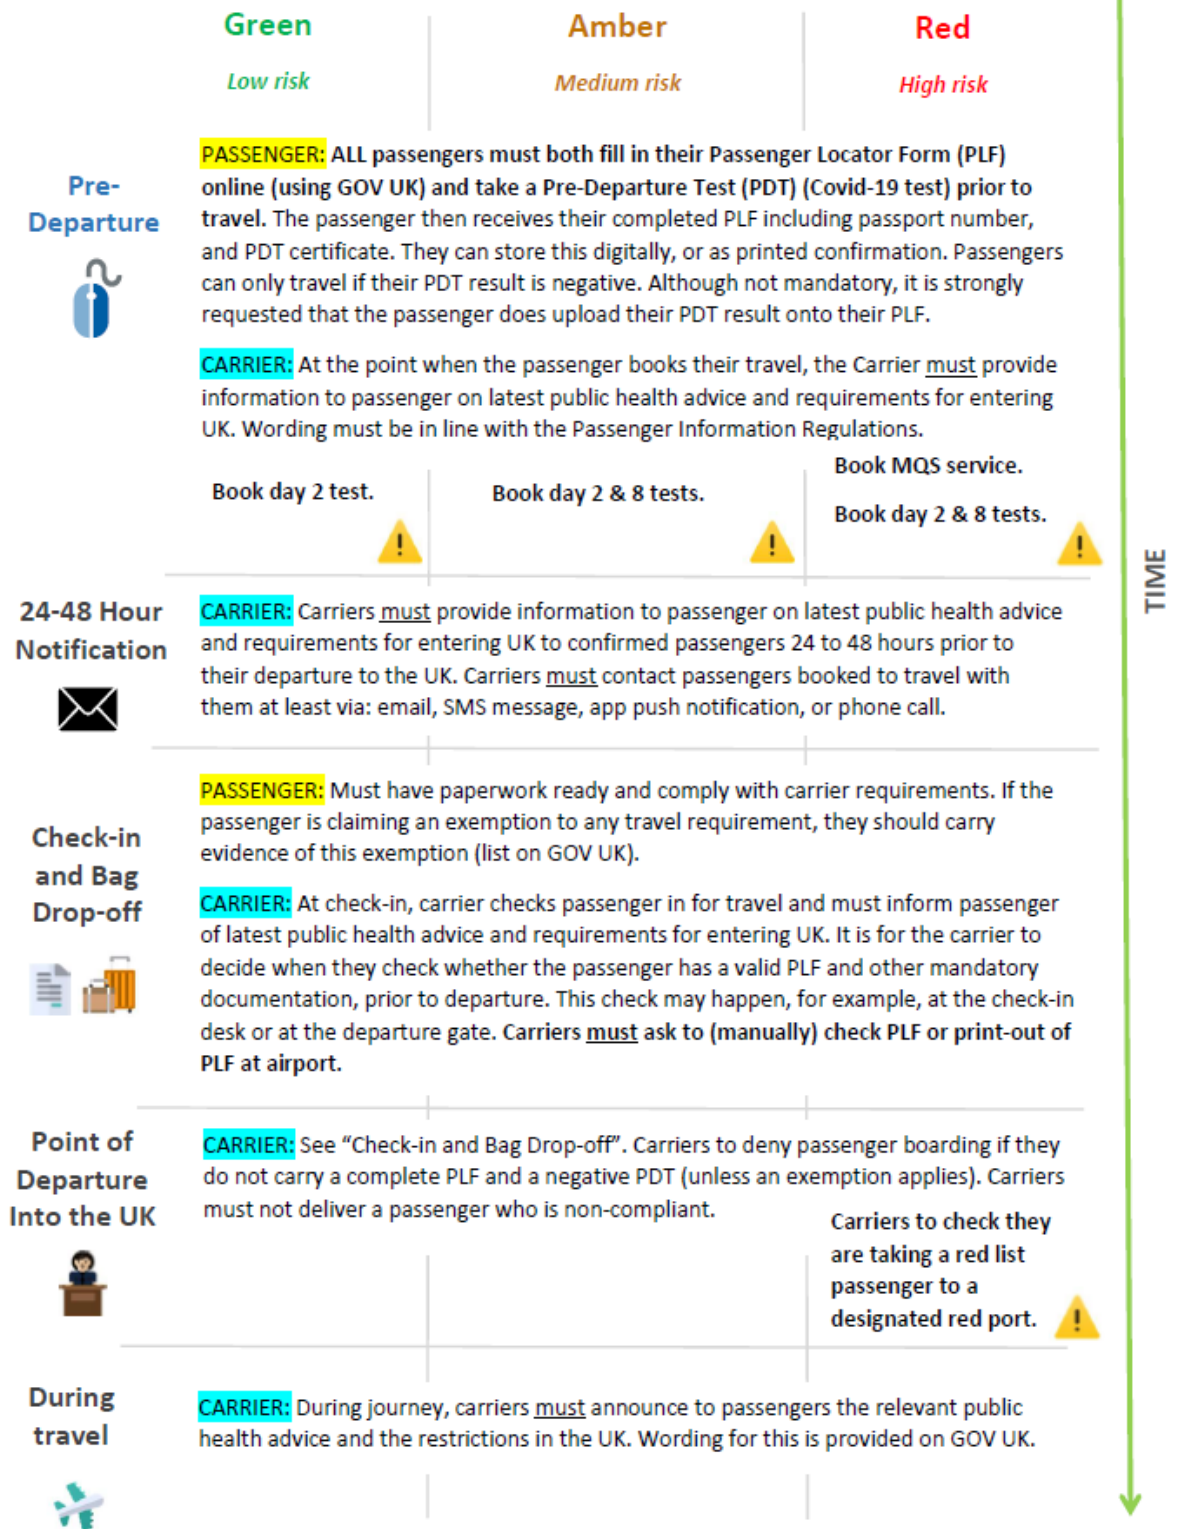 Green
Amber
Red
Low risk
Medium risk
High risk
Pre-
Departure
PASSENGER: ALL passengers must both fill in their Passenger Locator Form (PLF)
online (using GOV UK) and take a Pre-Departure Test (PDT) (Covid-19 test) prior to
travel. The passenger then receives their completed PLF including passport number,
and PDT certificate. They can store this digitally, or as printed confirmation. Passengers
can only travel if their PDT result is negative. Although not mandatory, it is strongly
requested that the passenger does upload their PDT result onto their PLF.
CARRIER: At the point when the passenger books their travel, the Carrier must provide
information to passenger on latest public health advice and requirements for entering
UK. Wording must be in line with the Passenger Information Regulations.
Book day 2 test.
Book day 2 & 8 tests.
Book MQS service.
Book day 2 & 8 tests.
TIME
24-48 Hour
Notification
CARRIER: Carriers must provide information to passenger on latest public health advice
and requirements for entering UK to confirmed passengers 24 to 48 hours prior to
their departure to the UK. Carriers must contact passengers booked to travel with
them at least via: email, SMS message, app push notification, or phone call.
Check-in
and Bag
Drop-off
PASSENGER: Must have paperwork ready and comply with carrier requirements. If the
passenger is claiming an exemption to any travel requirement, they should carry
evidence of this exemption (list on GOV UK).
CARRIER: At check-in, carrier checks passenger in for travel and must inform passenger
of latest public health advice and requirements for entering UK. It is for the carrier to
decide when they check whether the passenger has a valid PLF and other mandatory
documentation, prior to departure. This check may happen, for example, at the check-in
desk or at the departure gate. Carriers must ask to (manually) check PLF or print-out of
PLF at airport.
Point of
Departure
Into the UK
CARRIER: See “Check-in and Bag Drop-off”. Carriers to deny passenger boarding if they
do not carry a complete PLF and a negative PDT (unless an exemption applies). Carriers
must not deliver a passenger who is non-compliant.
Carriers to check they
are taking a red list
passenger to a
designated red port.
During
travel
CARRIER: During journey, carriers must announce to passengers the relevant public
health advice and the restrictions in the UK. Wording for this is provided on GOV UK.